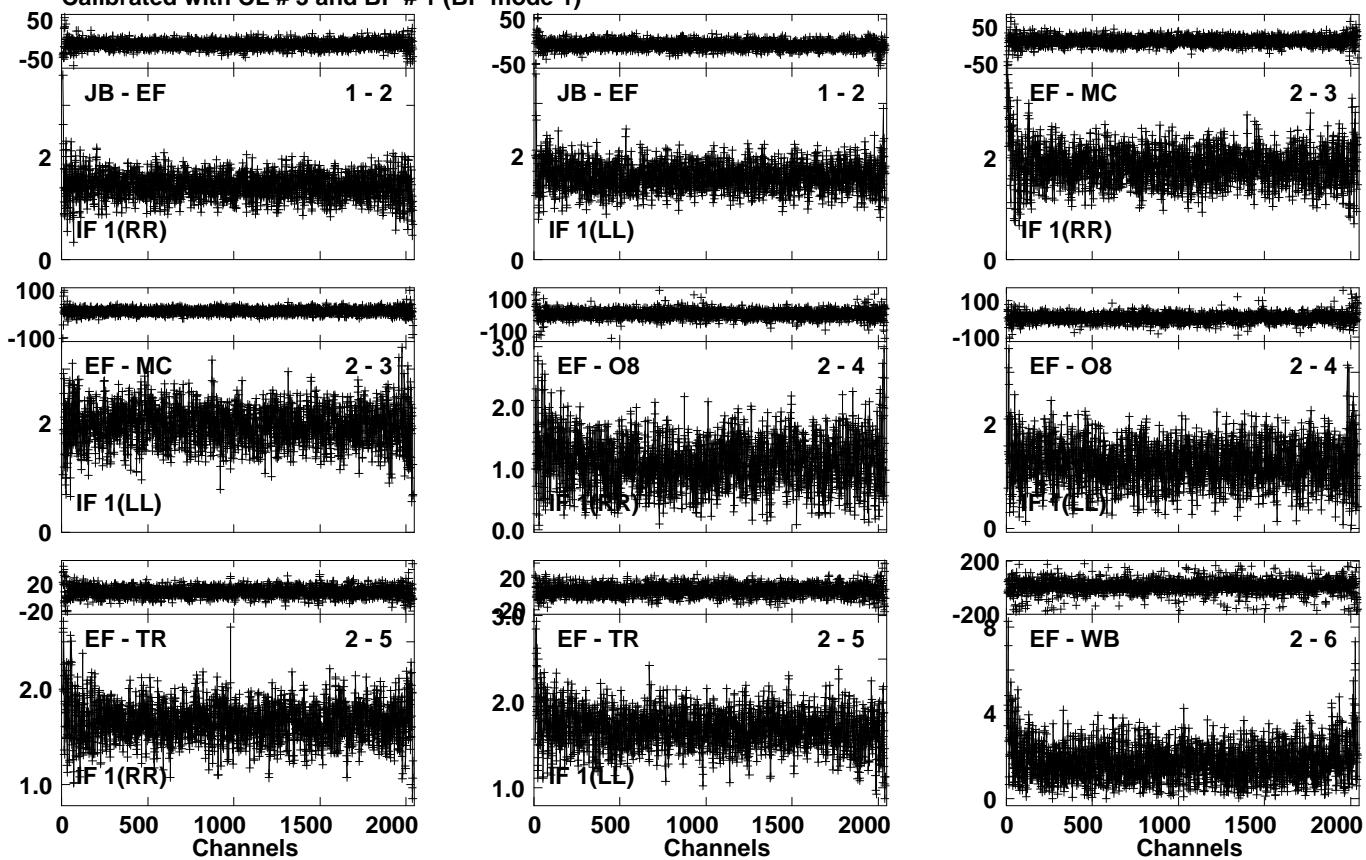 Calibrated with CL # 3 and BP # 1 (BP mode 1)
50
-50
JB - EF 1 - 2
2
IF 1(RR)
0
50
-50
JB - EF 1 - 2
2
IF 1(LL)
0
50
-50
EF - MC 2 - 3
2
IF 1(RR)
0
100
-100
EF - MC 2 - 3
2
IF 1(LL)
0
100
-100
3.0
EF - O8 2 - 4
2.0
1.0
IF 1(RR)
0.0
100
-100
EF - O8 2 - 4
2
IF 1(LL)
0
20
-20
EF - TR 2 - 5
2.0
IF 1(RR)
1.0
0 500 1000 1500 2000
Channels
20
-20
3.0
EF - TR 2 - 5
2.0
IF 1(LL)
1.0
0 500 1000 1500 2000
Channels
200
-200
8
EF - WB 2 - 6
4
0
0 500 1000 1500 2000
Channels